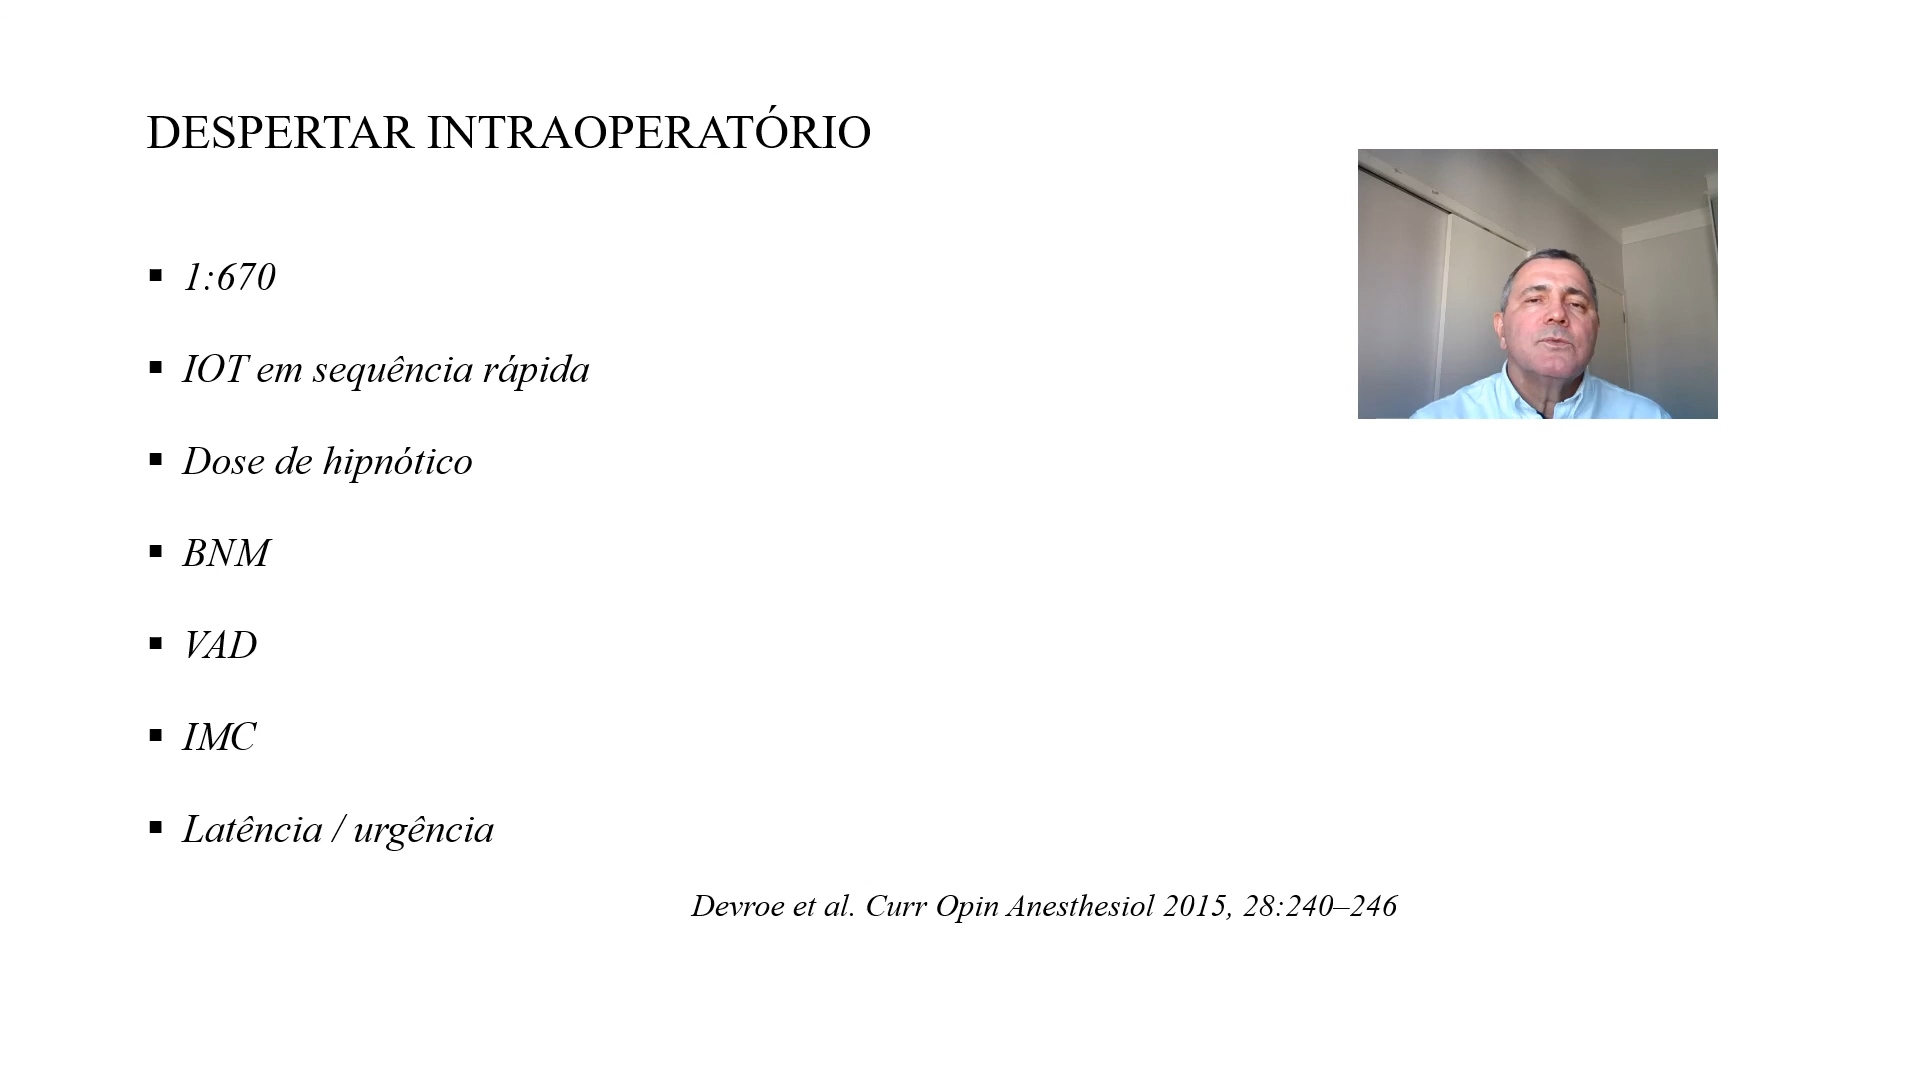 DESPERTAR INTRAOPERATÓRIO
▪ 1:670
▪ IOT em sequência rápida
▪ Dose de hipnótico
▪ BNM
▪ VAD
▪ IMC
▪ Latência / urgência
Devroe et al. Curr Opin Anesthesiol 2015, 28:240–246